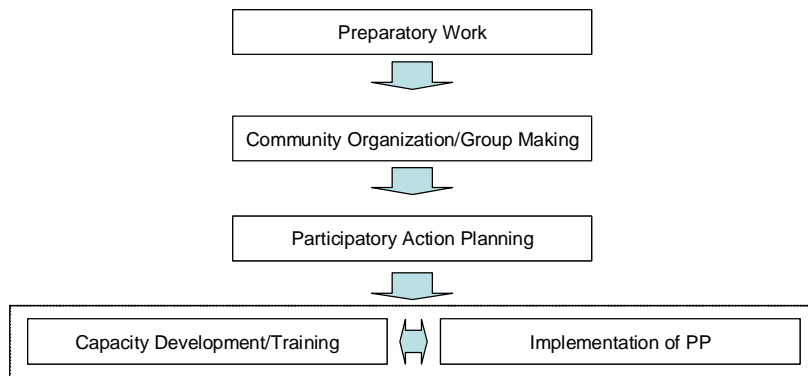 Preparatory Work
Community Organization/Group Making
Participatory Action Planning
Capacity Development/Training
Implementation of PP